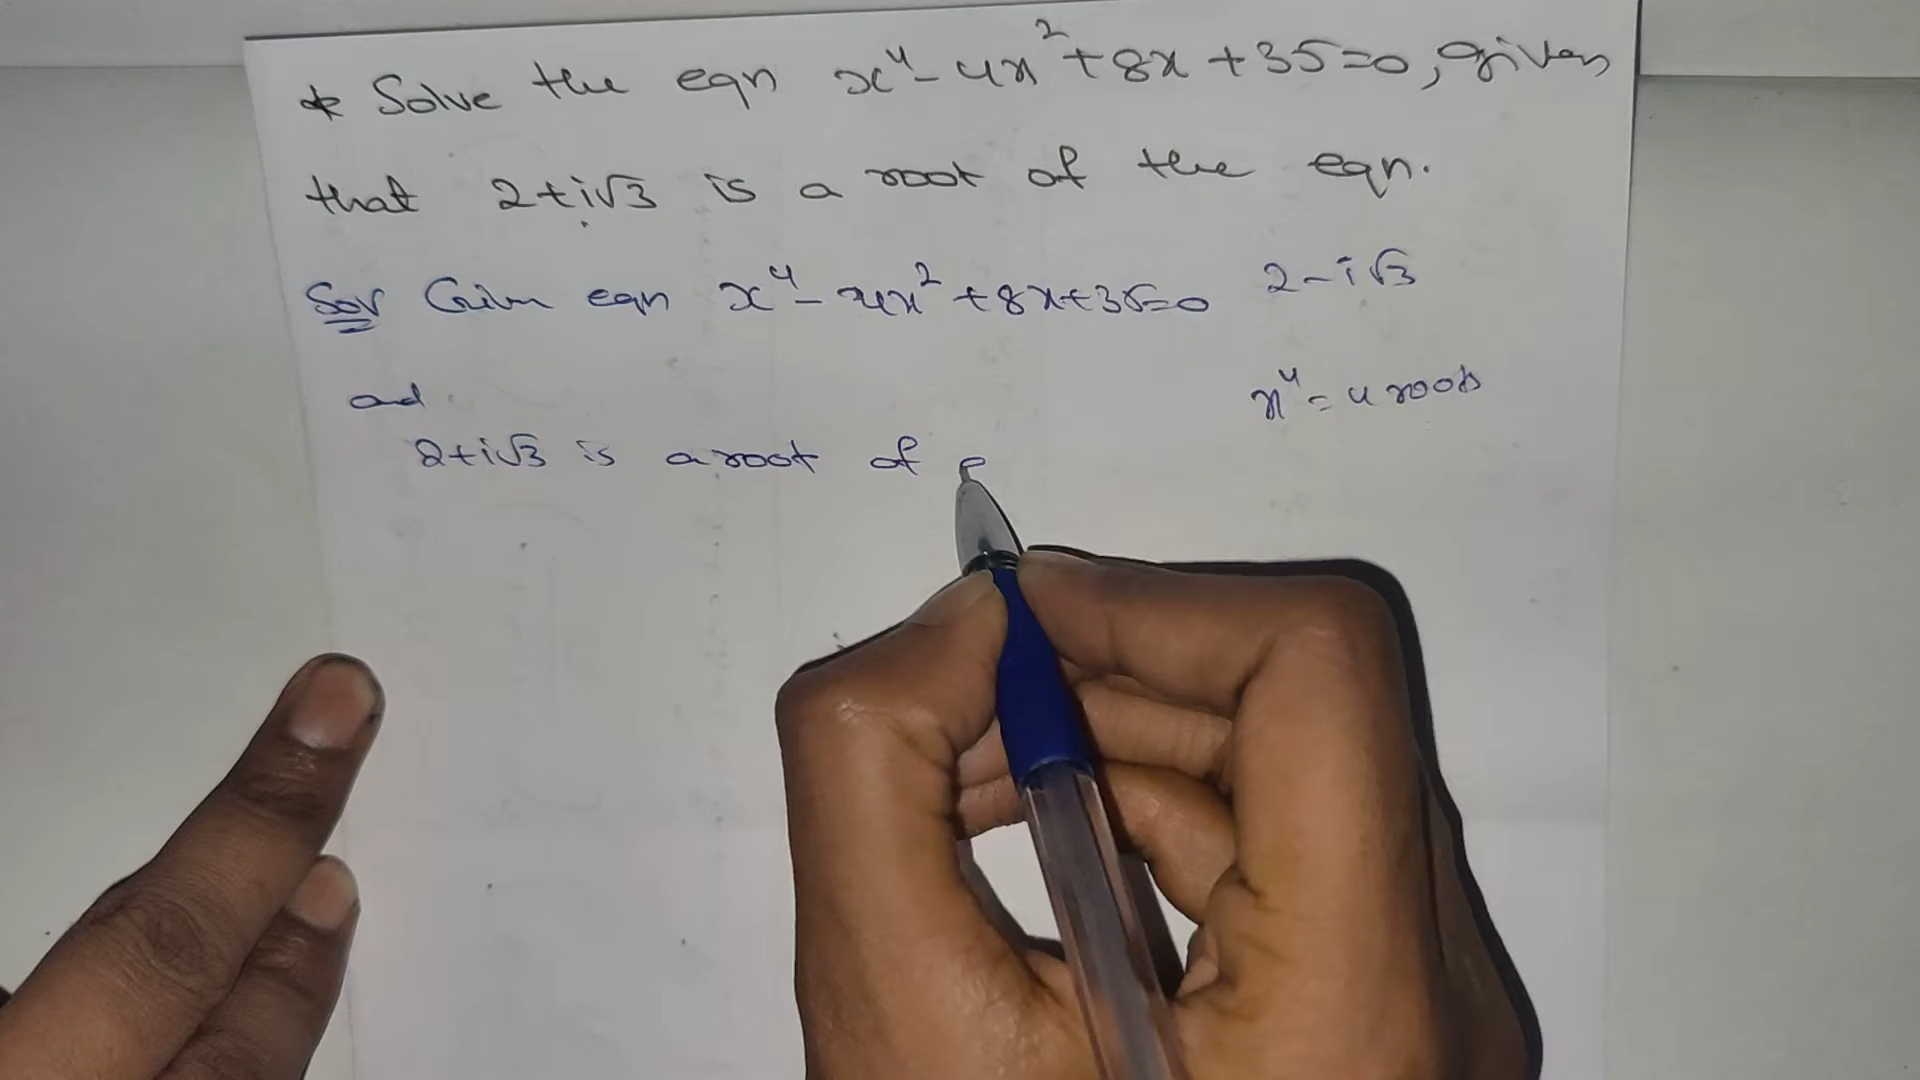 * Solve the eqn x⁴ - 4x² + 8x + 35 = 0, given
that 2+i√3 is a root of the eqn.
Sol Given eqn x⁴ - 4x² + 8x + 35 = 0 2 - i√3
and x⁴ = 4 roots
2+i√3 is a root of